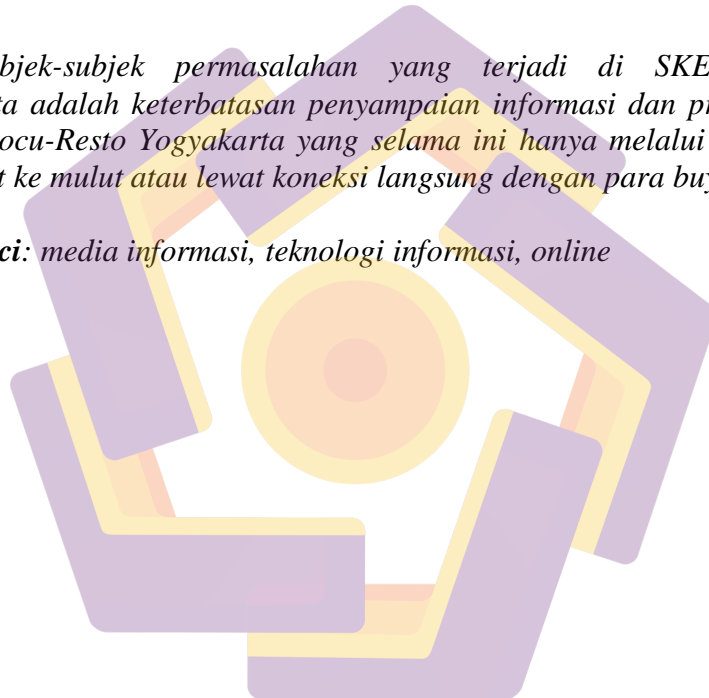 bjek-subjek permasalahan yang terjadi di SKE
ta adalah keterbatasan penyampaian informasi dan pr
ocu-Resto Yogyakarta yang selama ini hanya melalui
t ke mulut atau lewat koneksi langsung dengan para buy
ci: media informasi, teknologi informasi, online